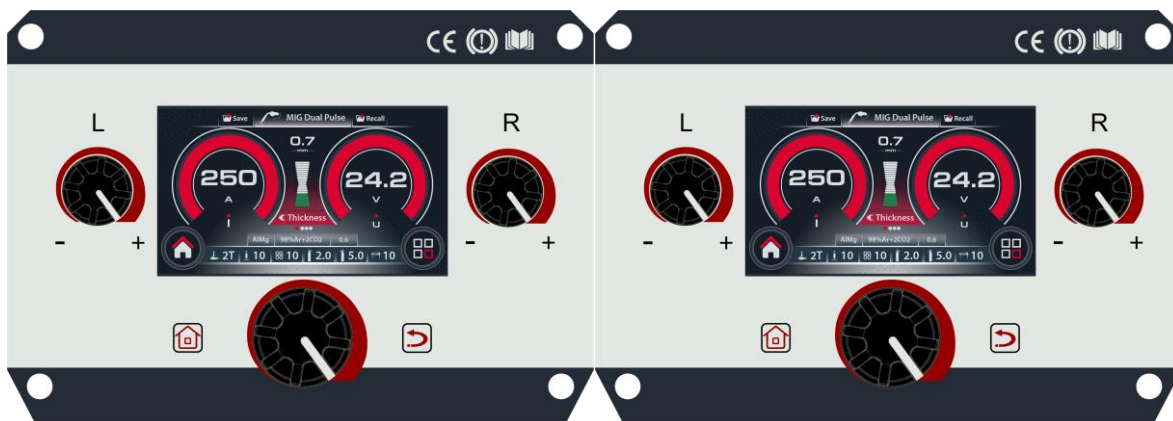 CE
L
R
Save MIG Dual Pulse Recall
0.7
mm
250
24.2
A
V
Thickness
I
U
AlMg 98%Ar+2CO2 0.6
2T 10 10 2.0 5.0 10
- +
- +
CE
L
R
Save MIG Dual Pulse Recall
0.7
mm
250
24.2
A
V
Thickness
I
U
AlMg 98%Ar+2CO2 0.6
2T 10 10 2.0 5.0 10
- +
- +